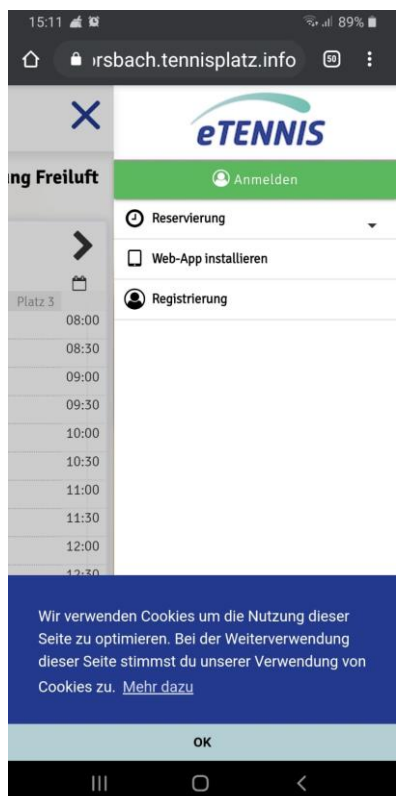 15:11
89%
rsbach.tennisplatz.info
50
eTENNIS
ng Freiluft
Anmelden
Reservierung
Web-App installieren
Registrierung
Platz 3
08:00
08:30
09:00
09:30
10:00
10:30
11:00
11:30
12:00
12:30
Wir verwenden Cookies um die Nutzung dieser
Seite zu optimieren. Bei der Weiterverwendung
dieser Seite stimmst du unserer Verwendung von
Cookies zu. Mehr dazu
OK